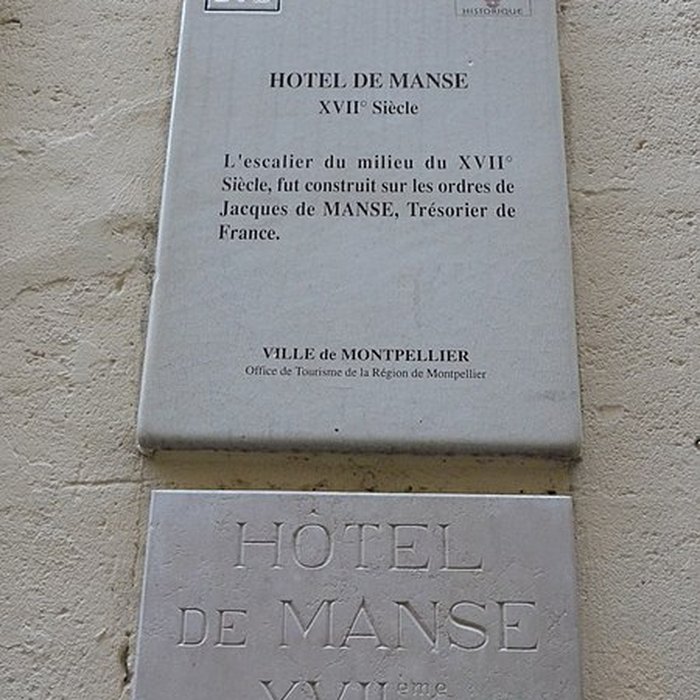 HISTORIQUE
HOTEL DE MANSE
XVII° Siècle
L'escalier du milieu du XVII°
Siècle, fut construit sur les ordres de
Jacques de MANSE, Trésorier de
France.
VILLE de MONTPELLIER
Office de Tourisme de la Région de Montpellier
HÔTEL
DE MANSE
XVIIème